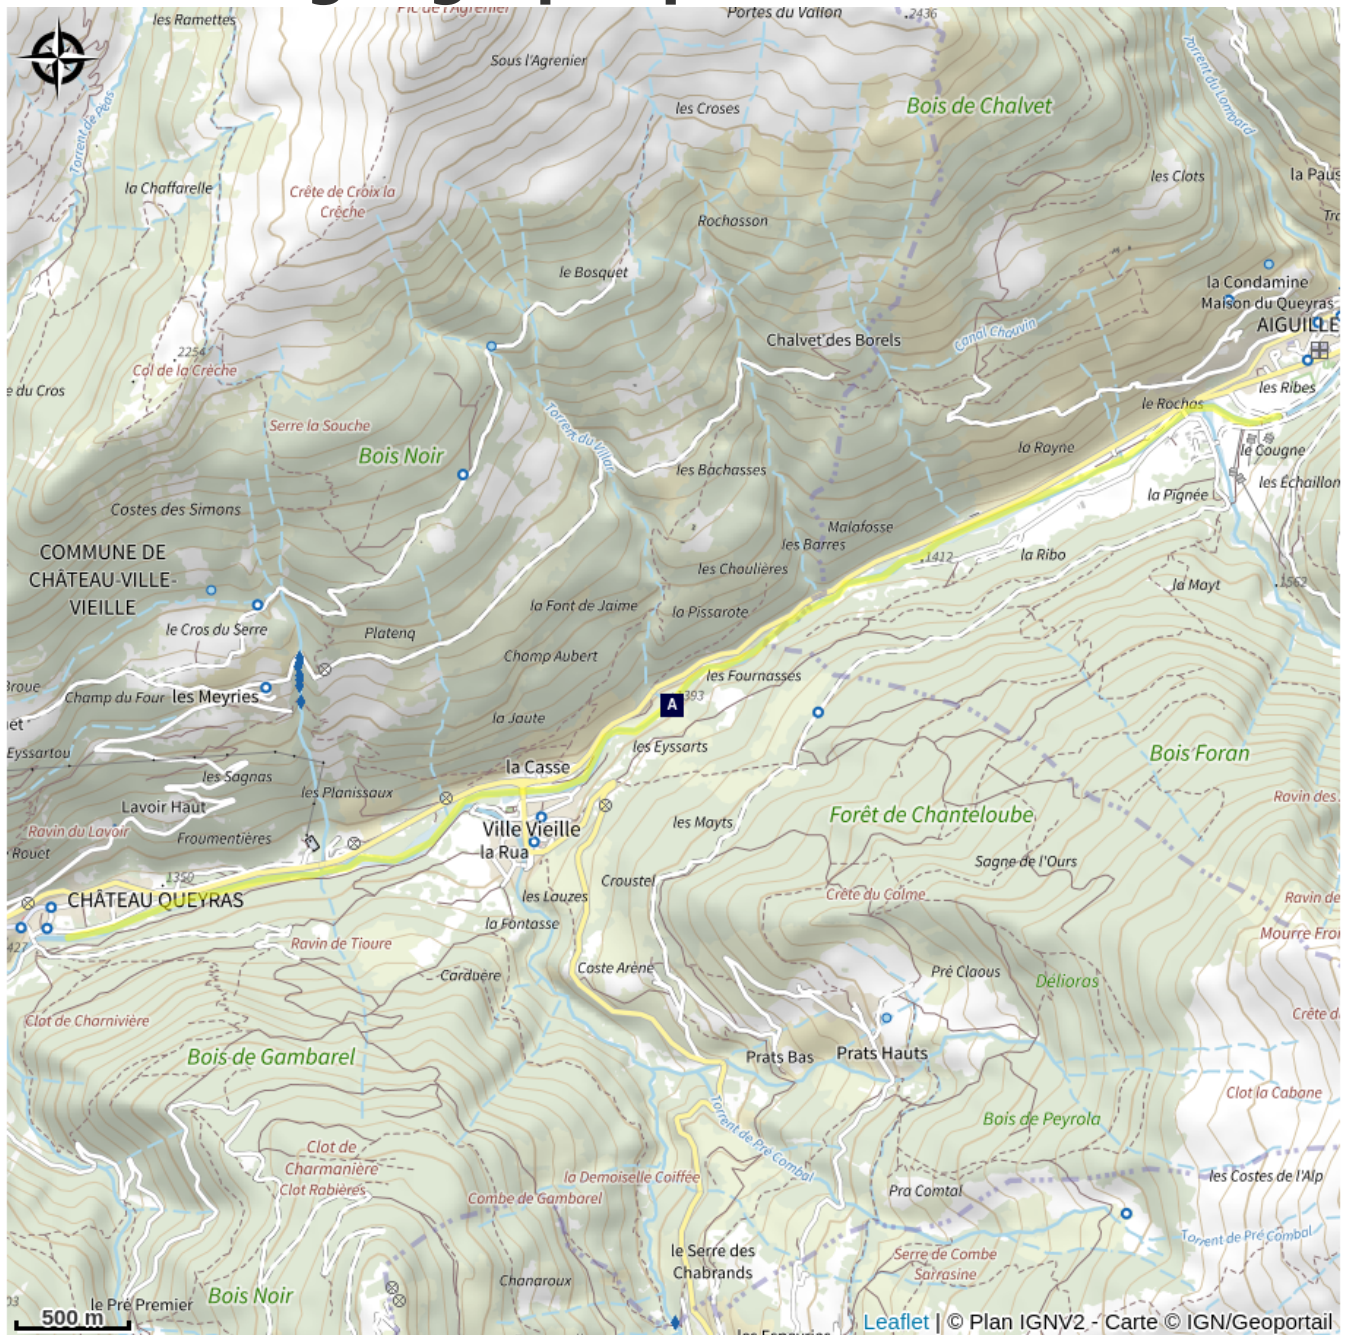 Pic de l'Agrenier
Portes du Vallon
.2436
les Ramettes
Sous l'Agrenier
les Croses
Bois de Chalvet
Torrent du Lombard
Torrent de Peas
les Clots
la Chaffarelle
Crête de Croix la
Crèche
Rochasson
le Bosquet
la Condamine
Maison du Queyras
AIGUILLE
Chalvet des Borels
Canal Chauvin
2254
Col de la Crèche
e du Cros
les Ribes
le Rochas
Serre la Souche
Bois Noir
Torrent du Villar
la Rayne
le Cougne
les Bachasses
les Échaillon
la Pignée
Costes des Simons
Malafosse
les Barres
COMMUNE DE
CHÂTEAU-VILLE-
VIEILLE
.1412
la Ribo
les Choulières
la Mayt
.1562
la Font de Jaime
la Pissarote
le Cros du Serre
Platenq
Champ Aubert
les Fournasses
Champ du Four
les Meyries
393
A
la Jaute
les Eyssarts
Eyssartou
Bois Foran
la Casse
les Sagnas
les Planissaux
Ravin des
Lavoir Haut
Forêt de Chanteloube
les Mayts
Ville Vieille
Ravin du Lavoir
Froumentières
la Rua
Rouet
Sagne de l'Ours
1350
Croustel
Crête du Colme
CHÂTEAU QUEYRAS
les Lauzes
Ravin de
la Fontasse
Mourre Fro
427
Ravin de Tioure
Carduère
Coste Arène
Pré Claous
Délioras
Clot de Charnivière
Crête d
Bois de Gambarel
Prats Bas
Prats Hauts
Clot la Cabane
Bois de Peyrola
Torrent de Pré Combal
Clot de
Charmanière
Clot Rabières
la Demoiselle Coiffée
les Costes de l'Alp
Combe de Gambarel
Pra Comtal
Torrent de Pré Combal
le Serre des
Chabrands
Serre de Combe
Sarrasine
Chanaroux
Bois Noir
le Pré Premier
500 m
Leaflet | © Plan IGNV2 - Carte © IGN/Geoportail